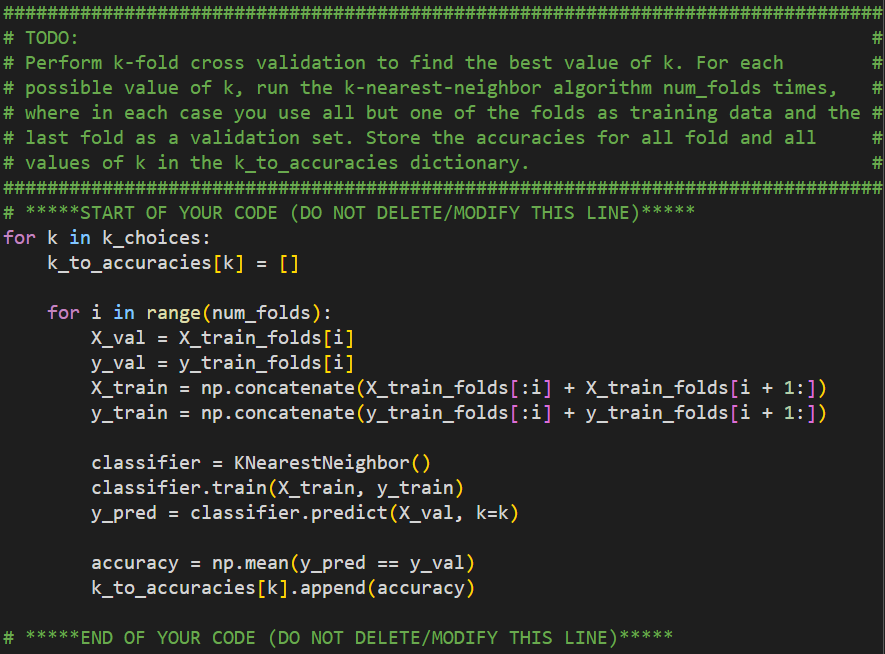 ################################################################################
# TODO:                                                                        #
# Perform k-fold cross validation to find the best value of k. For each        #
# possible value of k, run the k-nearest-neighbor algorithm num_folds times,   #
# where in each case you use all but one of the folds as training data and the #
# last fold as a validation set. Store the accuracies for all fold and all     #
# values of k in the k_to_accuracies dictionary.                               #
################################################################################
# *****START OF YOUR CODE (DO NOT DELETE/MODIFY THIS LINE)*****
for k in k_choices:
    k_to_accuracies[k] = []

    for i in range(num_folds):
        X_val = X_train_folds[i]
        y_val = y_train_folds[i]
        X_train = np.concatenate(X_train_folds[:i] + X_train_folds[i + 1:])
        y_train = np.concatenate(y_train_folds[:i] + y_train_folds[i + 1:])

        classifier = KNearestNeighbor()
        classifier.train(X_train, y_train)
        y_pred = classifier.predict(X_val, k=k)

        accuracy = np.mean(y_pred == y_val)
        k_to_accuracies[k].append(accuracy)

# *****END OF YOUR CODE (DO NOT DELETE/MODIFY THIS LINE)*****